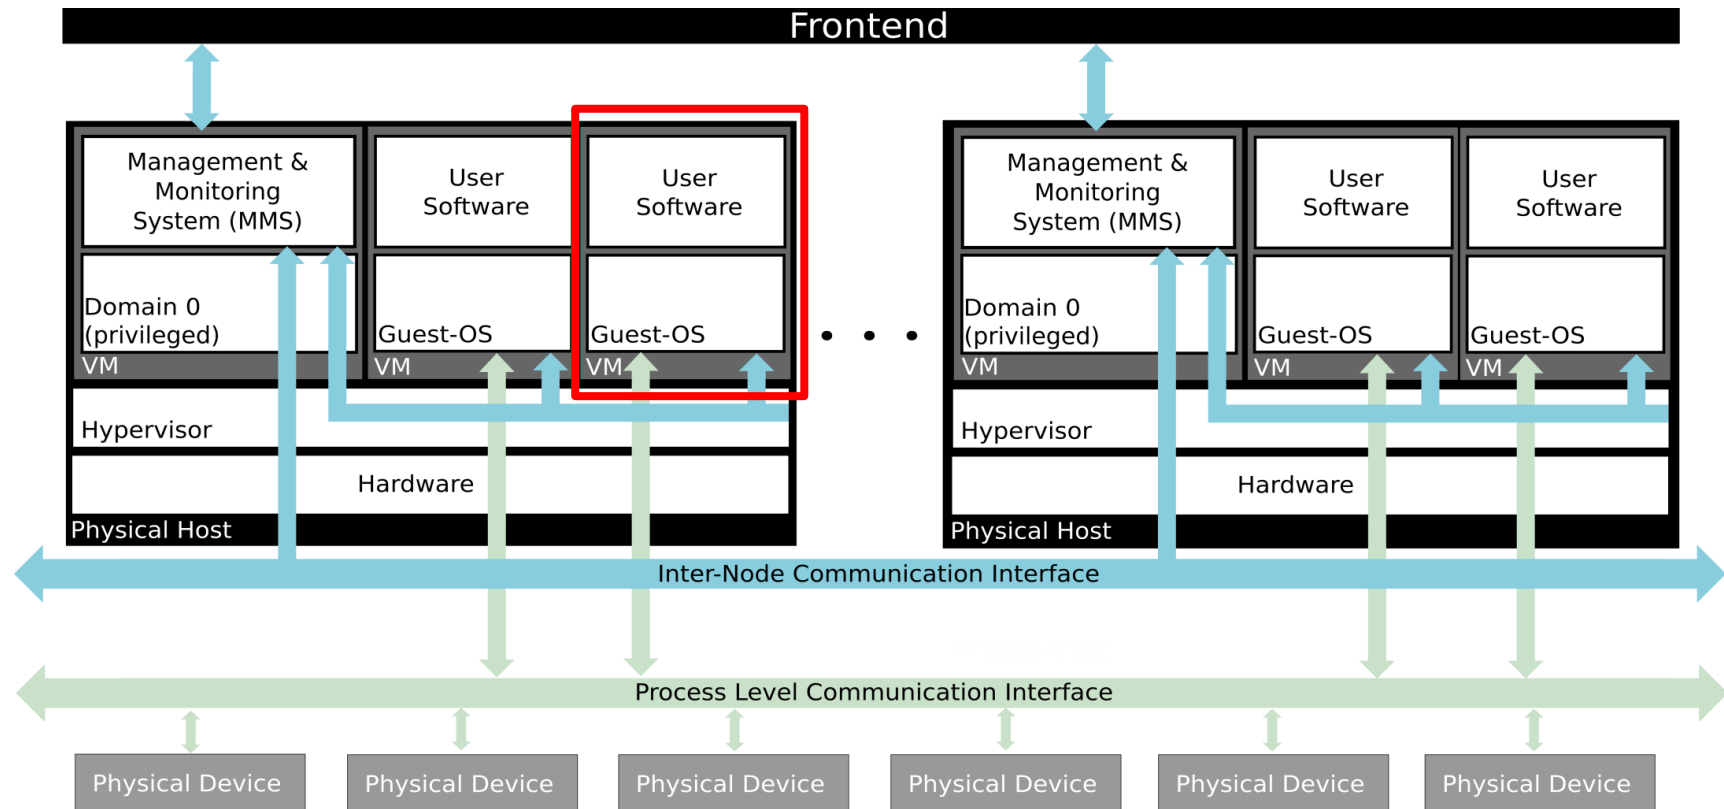 Frontend
Management &
Monitoring
System (MMS)
User
Software
User
Software
Domain 0
(privileged)
Guest-OS
Guest-OS
VM
VM
VM
Hypervisor
Hardware
Physical Host
. . .
Management &
Monitoring
System (MMS)
User
Software
User
Software
Domain 0
(privileged)
Guest-OS
Guest-OS
VM
VM
VM
Hypervisor
Hardware
Physical Host
Inter-Node Communication Interface
Process Level Communication Interface
Physical Device
Physical Device
Physical Device
Physical Device
Physical Device
Physical Device